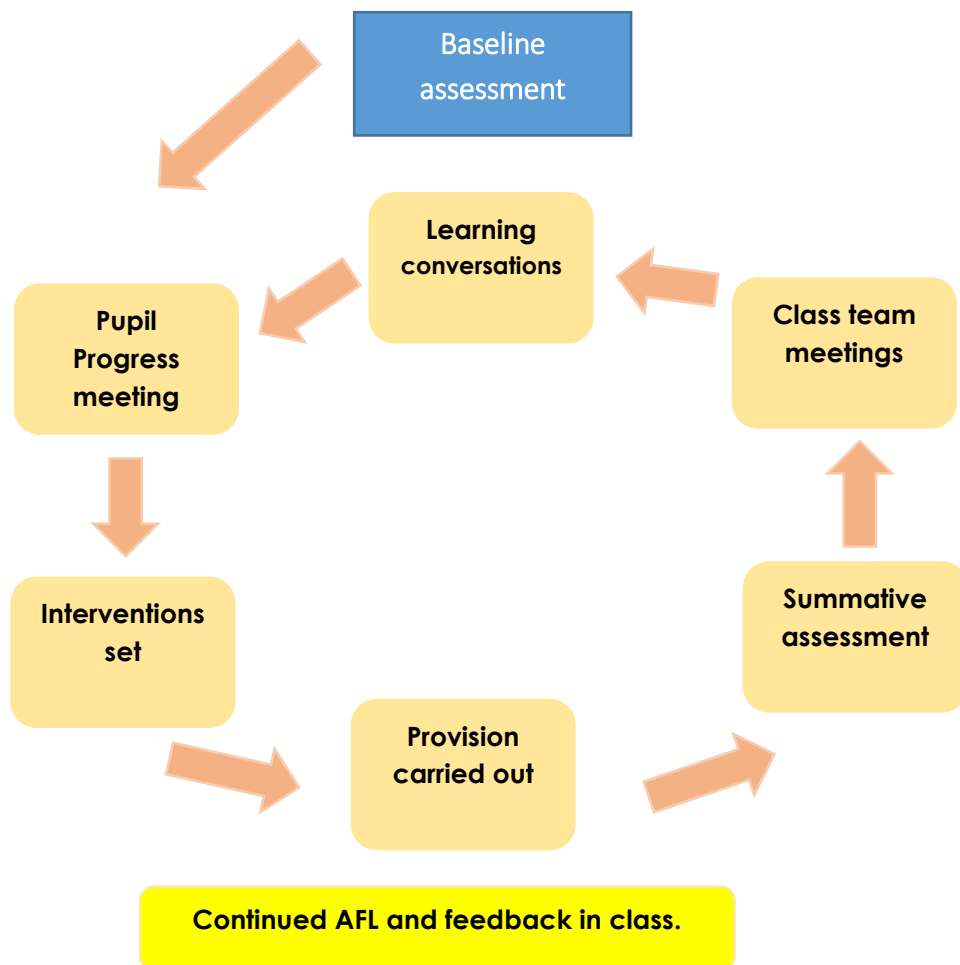 Baseline
assessment
Learning
conversations
Class team
meetings
Pupil
Progress
meeting
Interventions
set
Summative
assessment
Provision
carried out
Continued AFL and feedback in class.